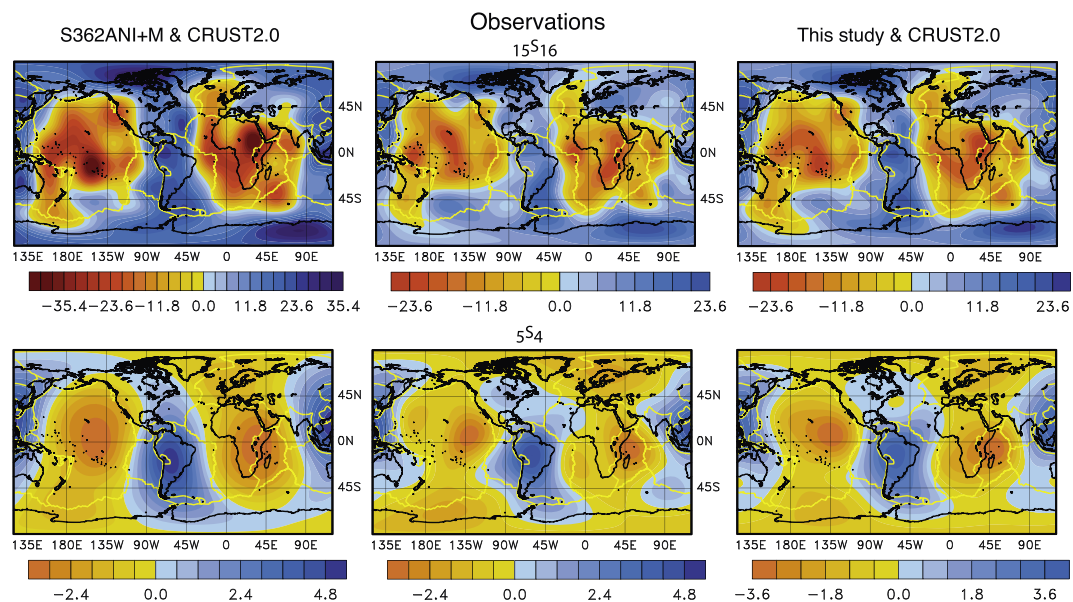 Observations
S362ANI+M & CRUST2.0
15S16
This study & CRUST2.0
45N
0N
45S
45N
0N
45S
135E 180E 135W 90W 45W 0 45E 90E
135E 180E 135W 90W 45W 0 45E 90E
135E 180E 135W 90W 45W 0 45E 90E
−35.4 −23.6 −11.8 0.0 11.8 23.6 35.4
−23.6 −11.8 0.0 11.8 23.6
−23.6 −11.8 0.0 11.8 23.6
5S4
45N
0N
45S
45N
0N
45S
135E 180E 135W 90W 45W 0 45E 90E
135E 180E 135W 90W 45W 0 45E 90E
135E 180E 135W 90W 45W 0 45E 90E
−2.4 0.0 2.4 4.8
−2.4 0.0 2.4 4.8
−3.6 −1.8 0.0 1.8 3.6